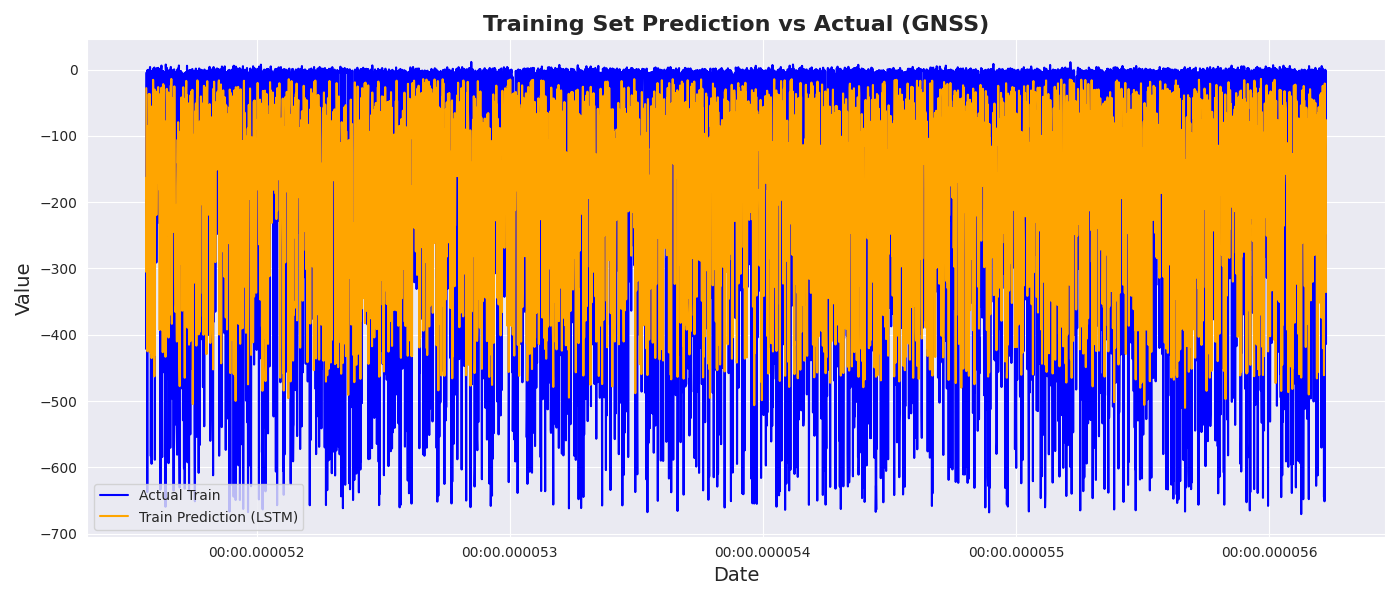 Training Set Prediction vs Actual (GNSS)
Value
0
−100
−200
−300
−400
−500
−600
−700
Actual Train
Train Prediction (LSTM)
00:00.000052 00:00.000053 00:00.000054 00:00.000055 00:00.000056
Date